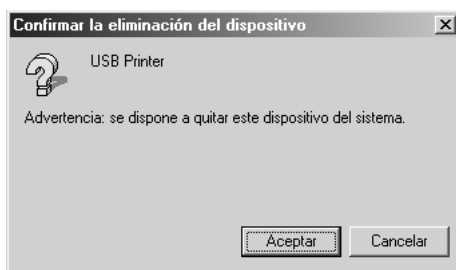 Confirmar la eliminación del dispositivo
USB Printer
Advertencia: se dispone a quitar este dispositivo del sistema.
Aceptar
Cancelar